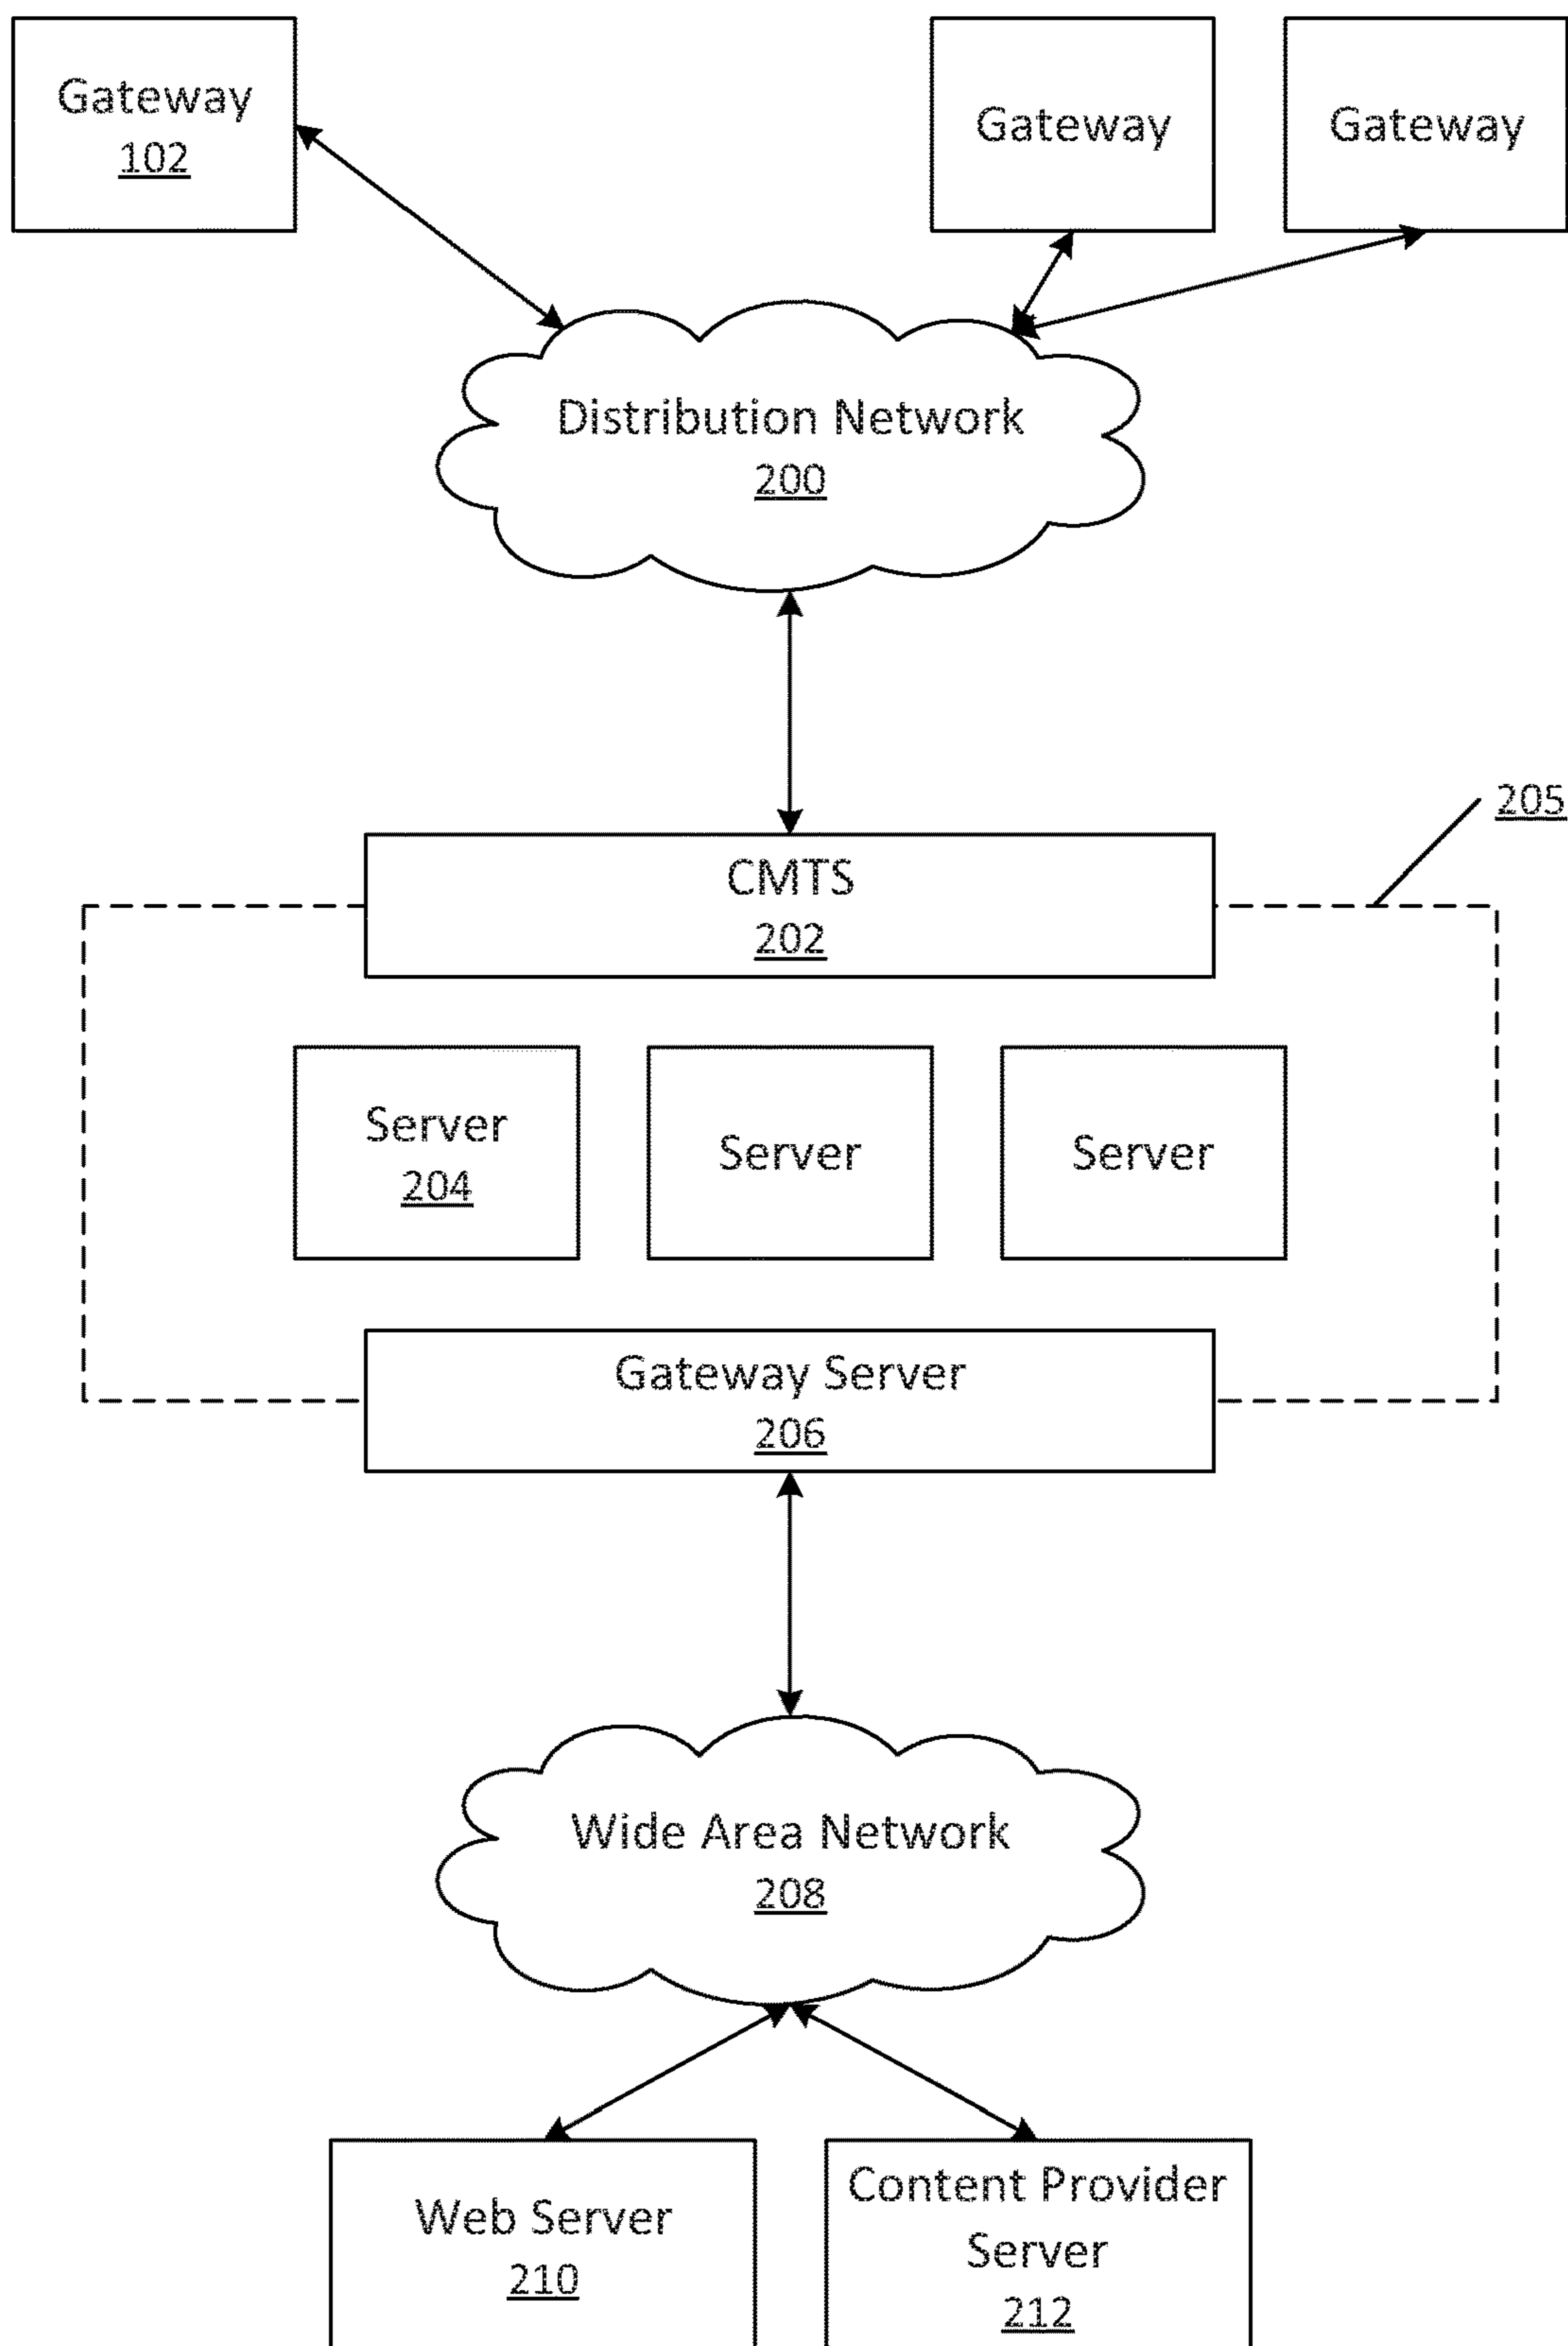 Gateway
102
Gateway
Gateway
Distribution Network
200
205
CMTS
202
Server
204
Server
Server
Gateway Server
206
Wide Area Network
208
Web Server
210
Content Provider
Server
212